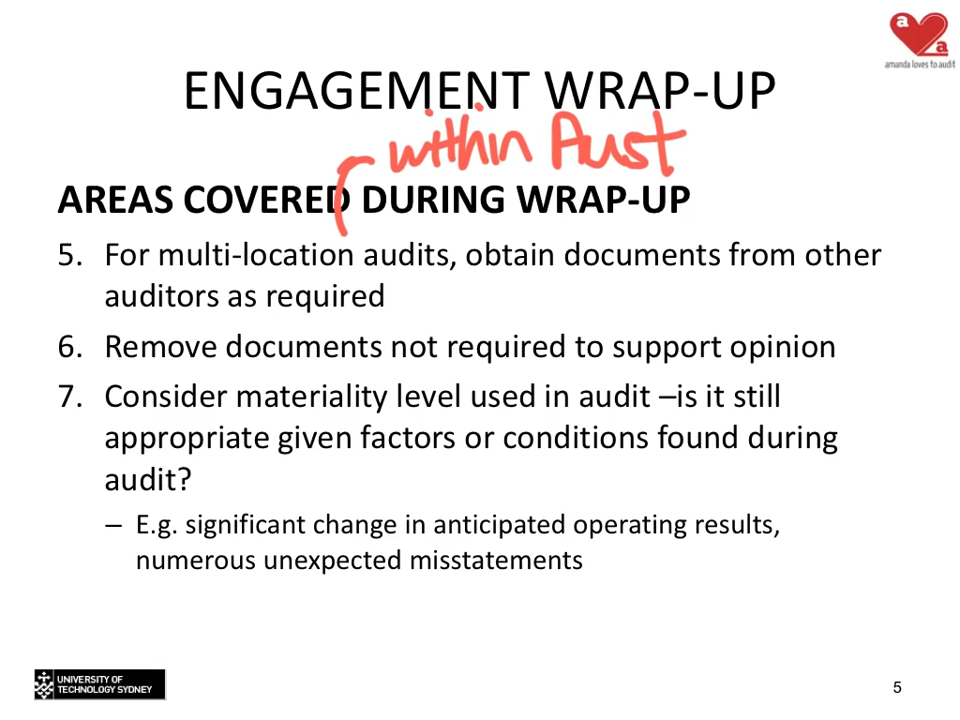 a
a
amanda loves to audit
ENGAGEMENT WRAP-UP
within Aust
AREAS COVERED DURING WRAP-UP
5. For multi-location audits, obtain documents from other
auditors as required
6. Remove documents not required to support opinion
7. Consider materiality level used in audit –is it still
appropriate given factors or conditions found during
audit?
– E.g. significant change in anticipated operating results,
numerous unexpected misstatements
UNIVERSITY OF
TECHNOLOGY SYDNEY
5